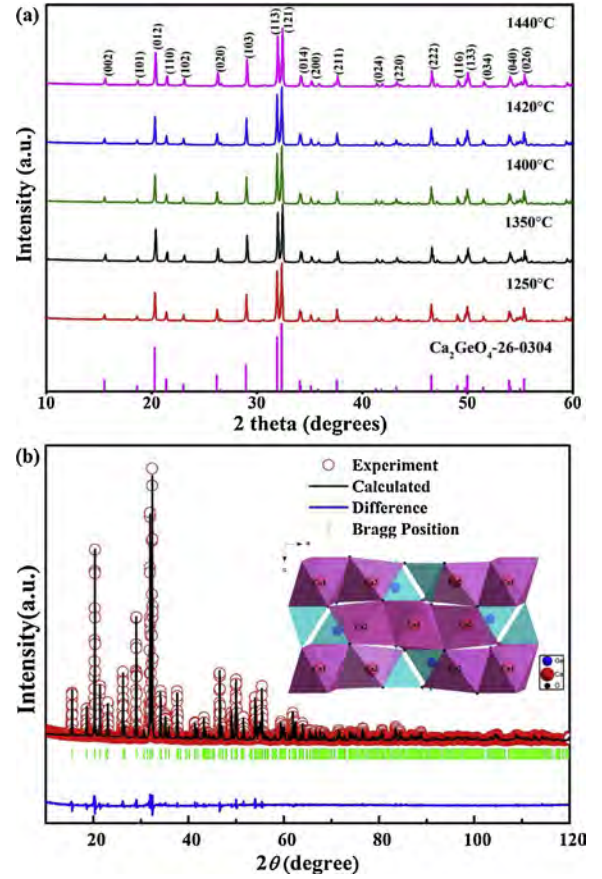 (a)
1440°C
(002)
(101)
(012)
(110)
(102)
(020)
(103)
(113)
(121)
(014)
(200)
(211)
(024)
(220)
(222)
(116)
(133)
(034)
(040)
(026)
1420°C
1400°C
1350°C
1250°C
Ca₂GeO₄-26-0304
Intensity (a.u.)
10 20 30 40 50 60
2 theta (degrees)
(b)
Experiment
Calculated
Difference
Bragg Position
Ge
Ca
O
Intensity(a.u.)
20 40 60 80 100 120
2θ(degree)